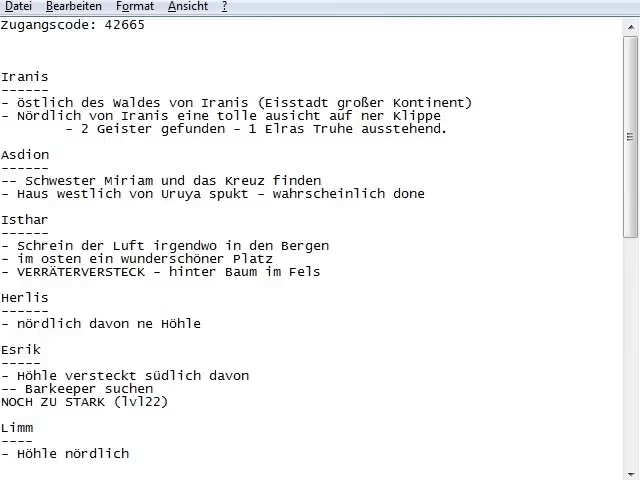 Datei Bearbeiten Format Ansicht ?
Zugangscode: 42665
Iranis
------
- östlich des Waldes von Iranis (Eisstadt großer Kontinent)
- Nördlich von Iranis eine tolle ausicht auf ner Klippe
- 2 Geister gefunden - 1 Elras Truhe ausstehend.
Asdion
------
-- Schwester Miriam und das Kreuz finden
- Haus westlich von Uruya spukt - wahrscheinlich done
Isthar
------
- Schrein der Luft irgendwo in den Bergen
- im osten ein wunderschöner Platz
- VERRÄTERVERSTECK - hinter Baum im Fels
Herlis
------
- nördlich davon ne Höhle
Esrik
-----
- Höhle versteckt südlich davon
-- Barkeeper suchen
NOCH ZU STARK (lvl22)
Limm
----
- Höhle nördlich